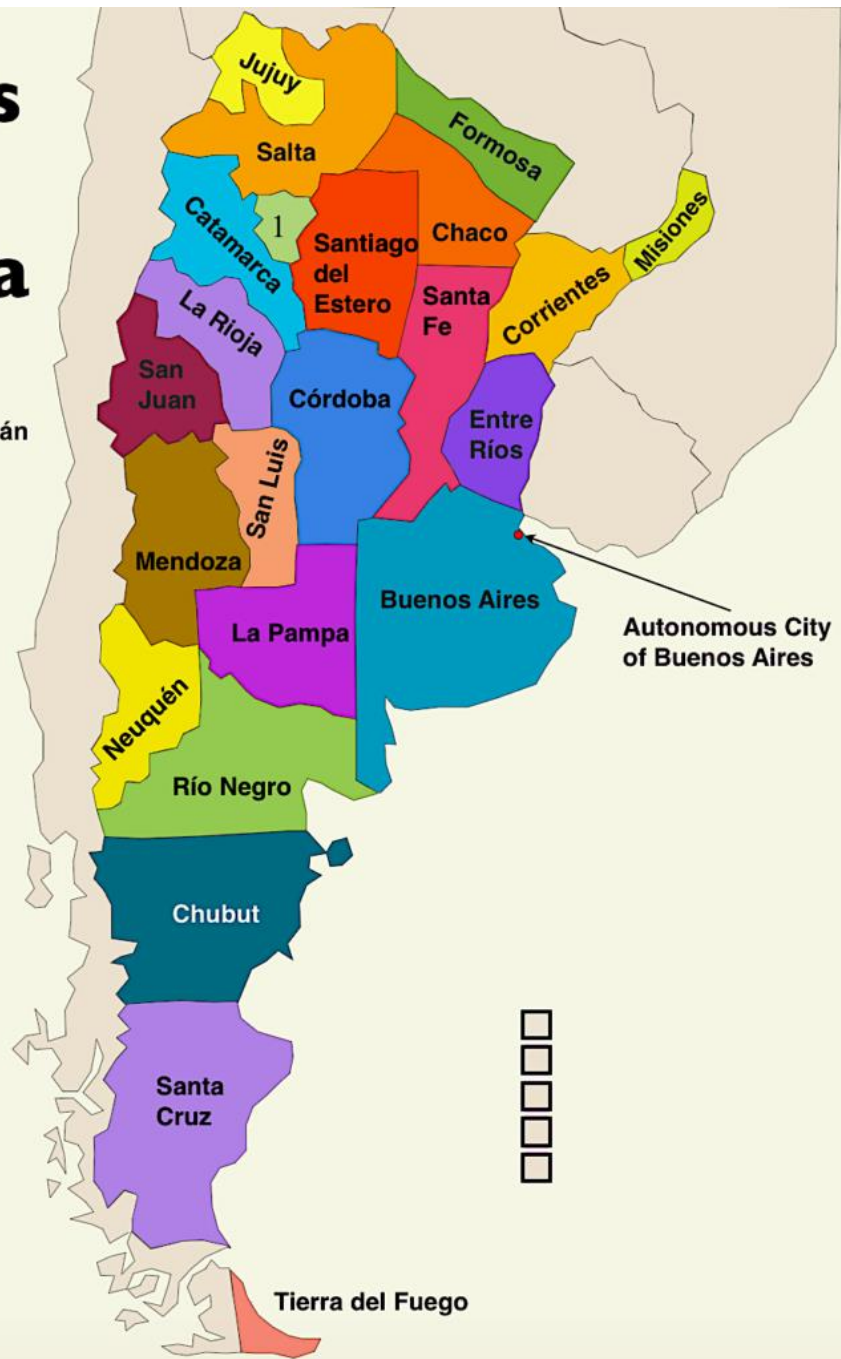 s
a
án
Jujuy
Salta
Formosa
Catamarca
1
Santiago
del
Estero
Chaco
Misiones
La Rioja
Santa
Fe
Corrientes
San
Juan
Córdoba
Entre
Ríos
San Luis
Mendoza
Buenos Aires
La Pampa
Autonomous City
of Buenos Aires
Neuquén
Río Negro
Chubut
Santa
Cruz
Tierra del Fuego